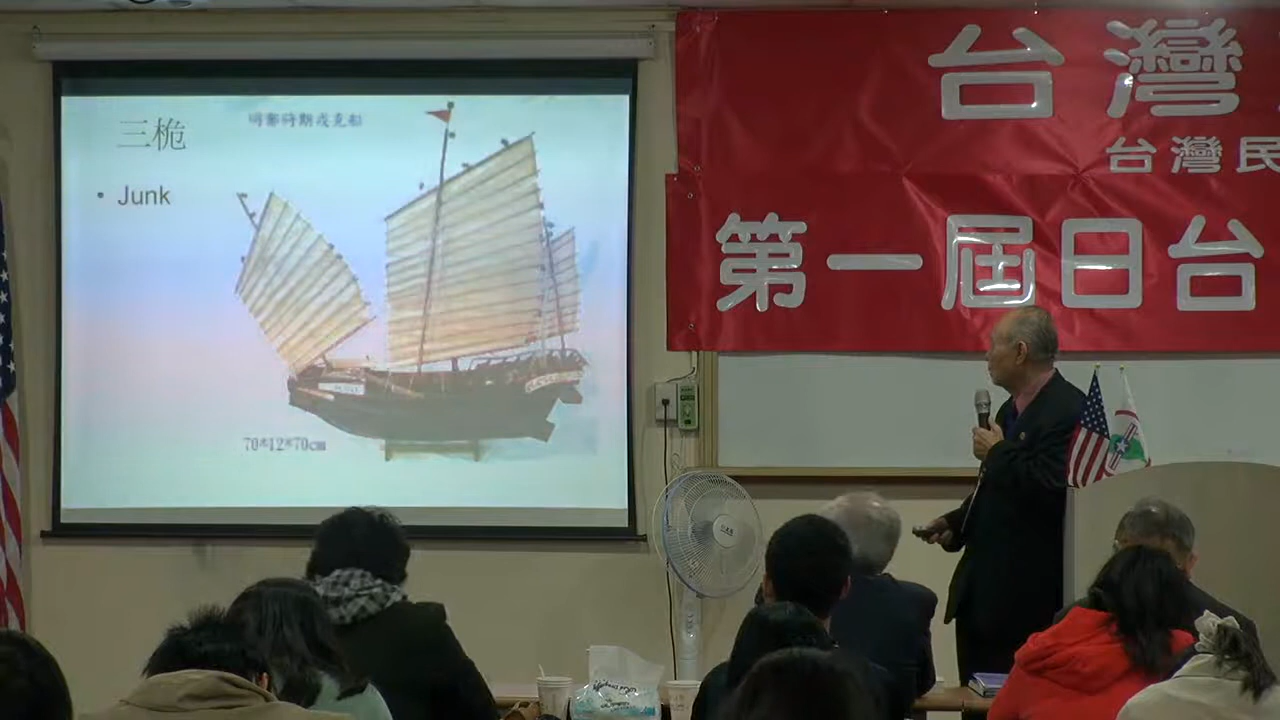 三桅
明鄭時期戎克船
• Junk
70*12*70cm
台灣
台灣民
第一屆日台